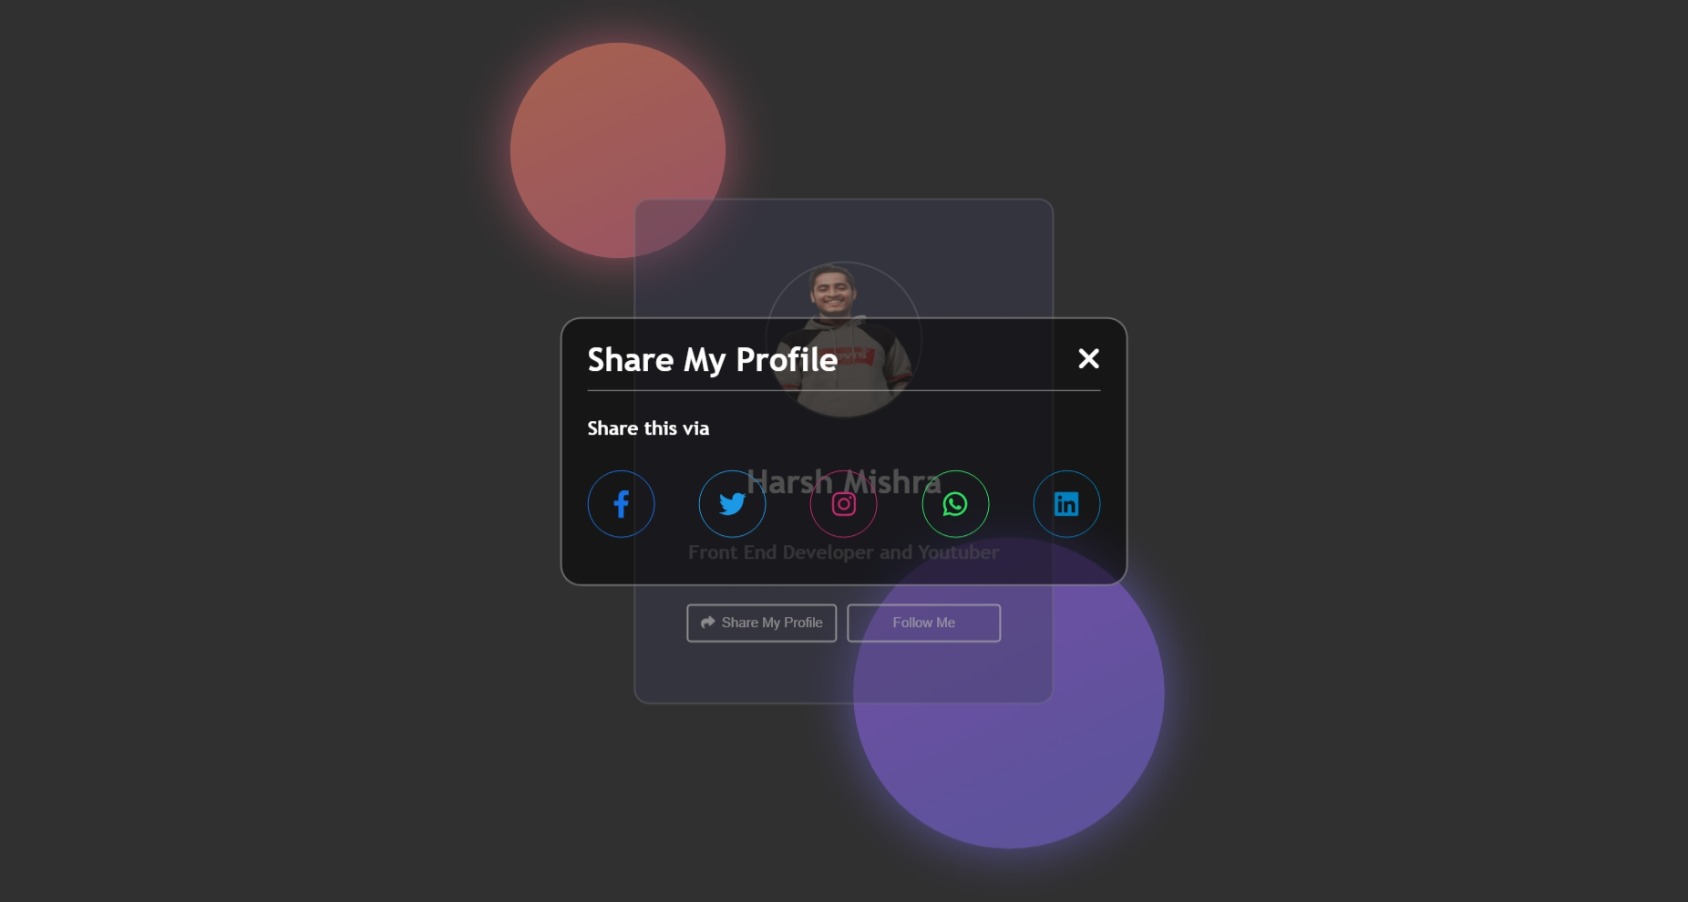 Share My Profile
Share this via
Harsh Mishra
Front End Developer and Youtuber
Share My Profile
Follow Me